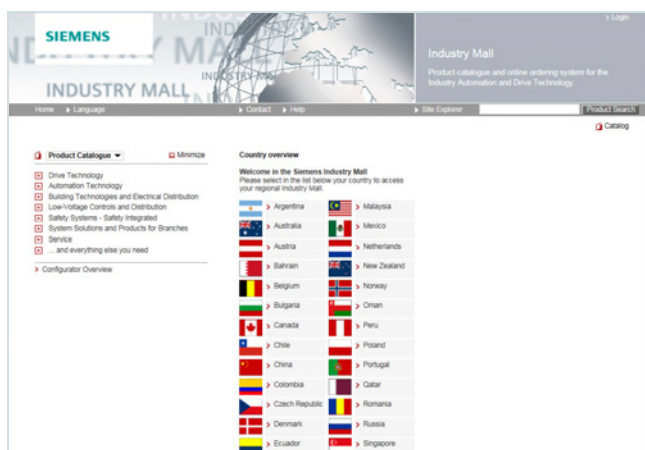 > Login
SIEMENS
INDUSTRY MALL
INDUSTRY MALL
Industry Mall
Product catalogue and online ordering system for the
Industry Automation and Drive Technology
Home > Language > Contact > Help > Site Explorer Product Search
Catalog
Product Catalogue Minimize
Drive Technology
Automation Technology
Building Technologies and Electrical Distribution
Low-Voltage Controls and Distribution
Safety Systems - Safety Integrated
System Solutions and Products for Branches
Service
... and everything else you need
> Configurator Overview
Country overview
Welcome in the Siemens Industry Mall
Please select in the list below your country to access
your regional Industry Mall.
> Argentina > Malaysia
> Australia > Mexico
> Austria > Netherlands
> Bahrain > New Zealand
> Belgium > Norway
> Bulgaria > Oman
> Canada > Peru
> Chile > Poland
> China > Portugal
> Colombia > Qatar
> Czech Republic > Romania
> Denmark > Russia
> Ecuador > Singapore